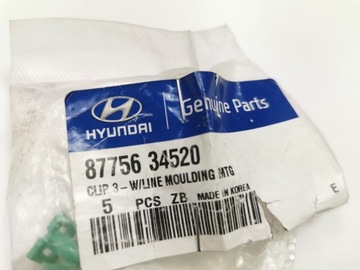 HYUNDAI
Genuine Parts
87756 34520
CLIP 3-W/LINE MOULDING MTG
5 PCS ZB MADE IN KOREA
E